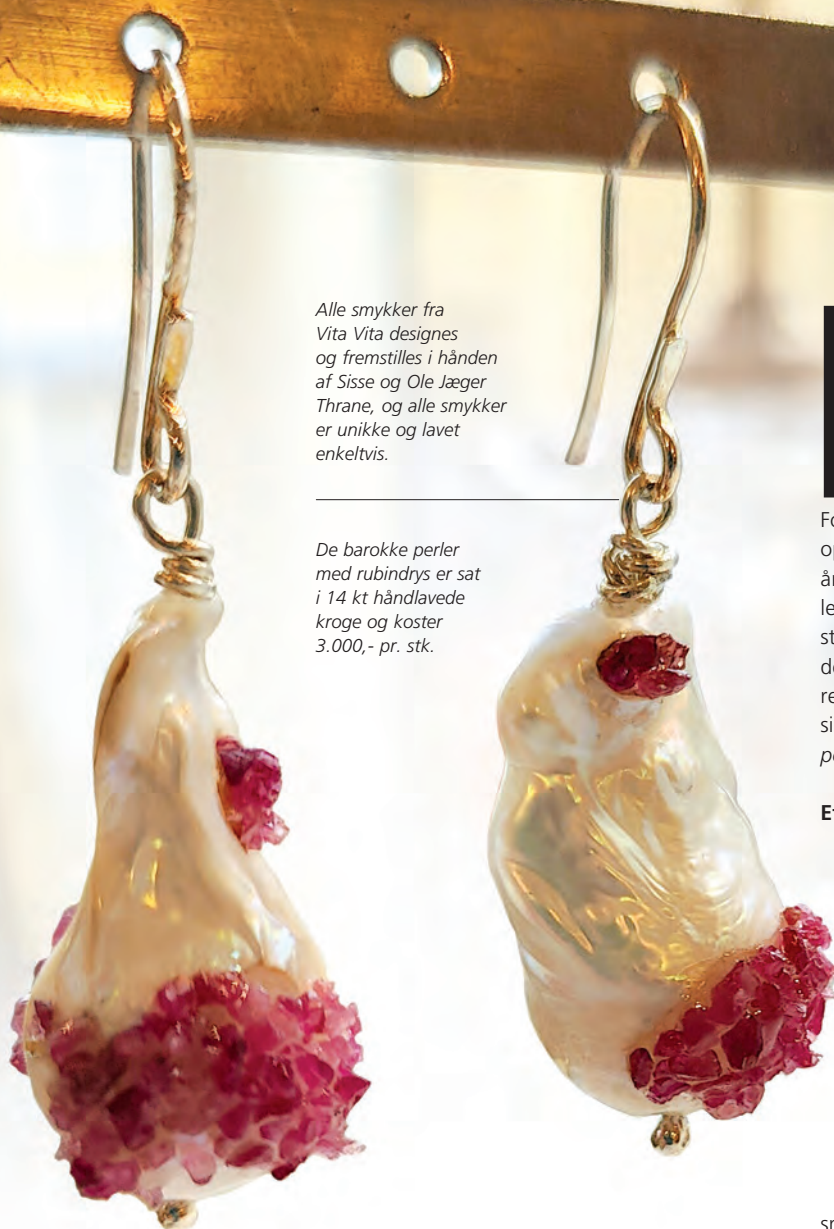 Alle smykker fra
Vita Vita designes
og fremstilles i hånden
af Sisse og Ole Jæger
Thrane, og alle smykker
er unikke og lavet
enkeltvis.
De barokke perler
med rubindrys er sat
i 14 kt håndlavede
kroge og koster
3.000,- pr. stk.